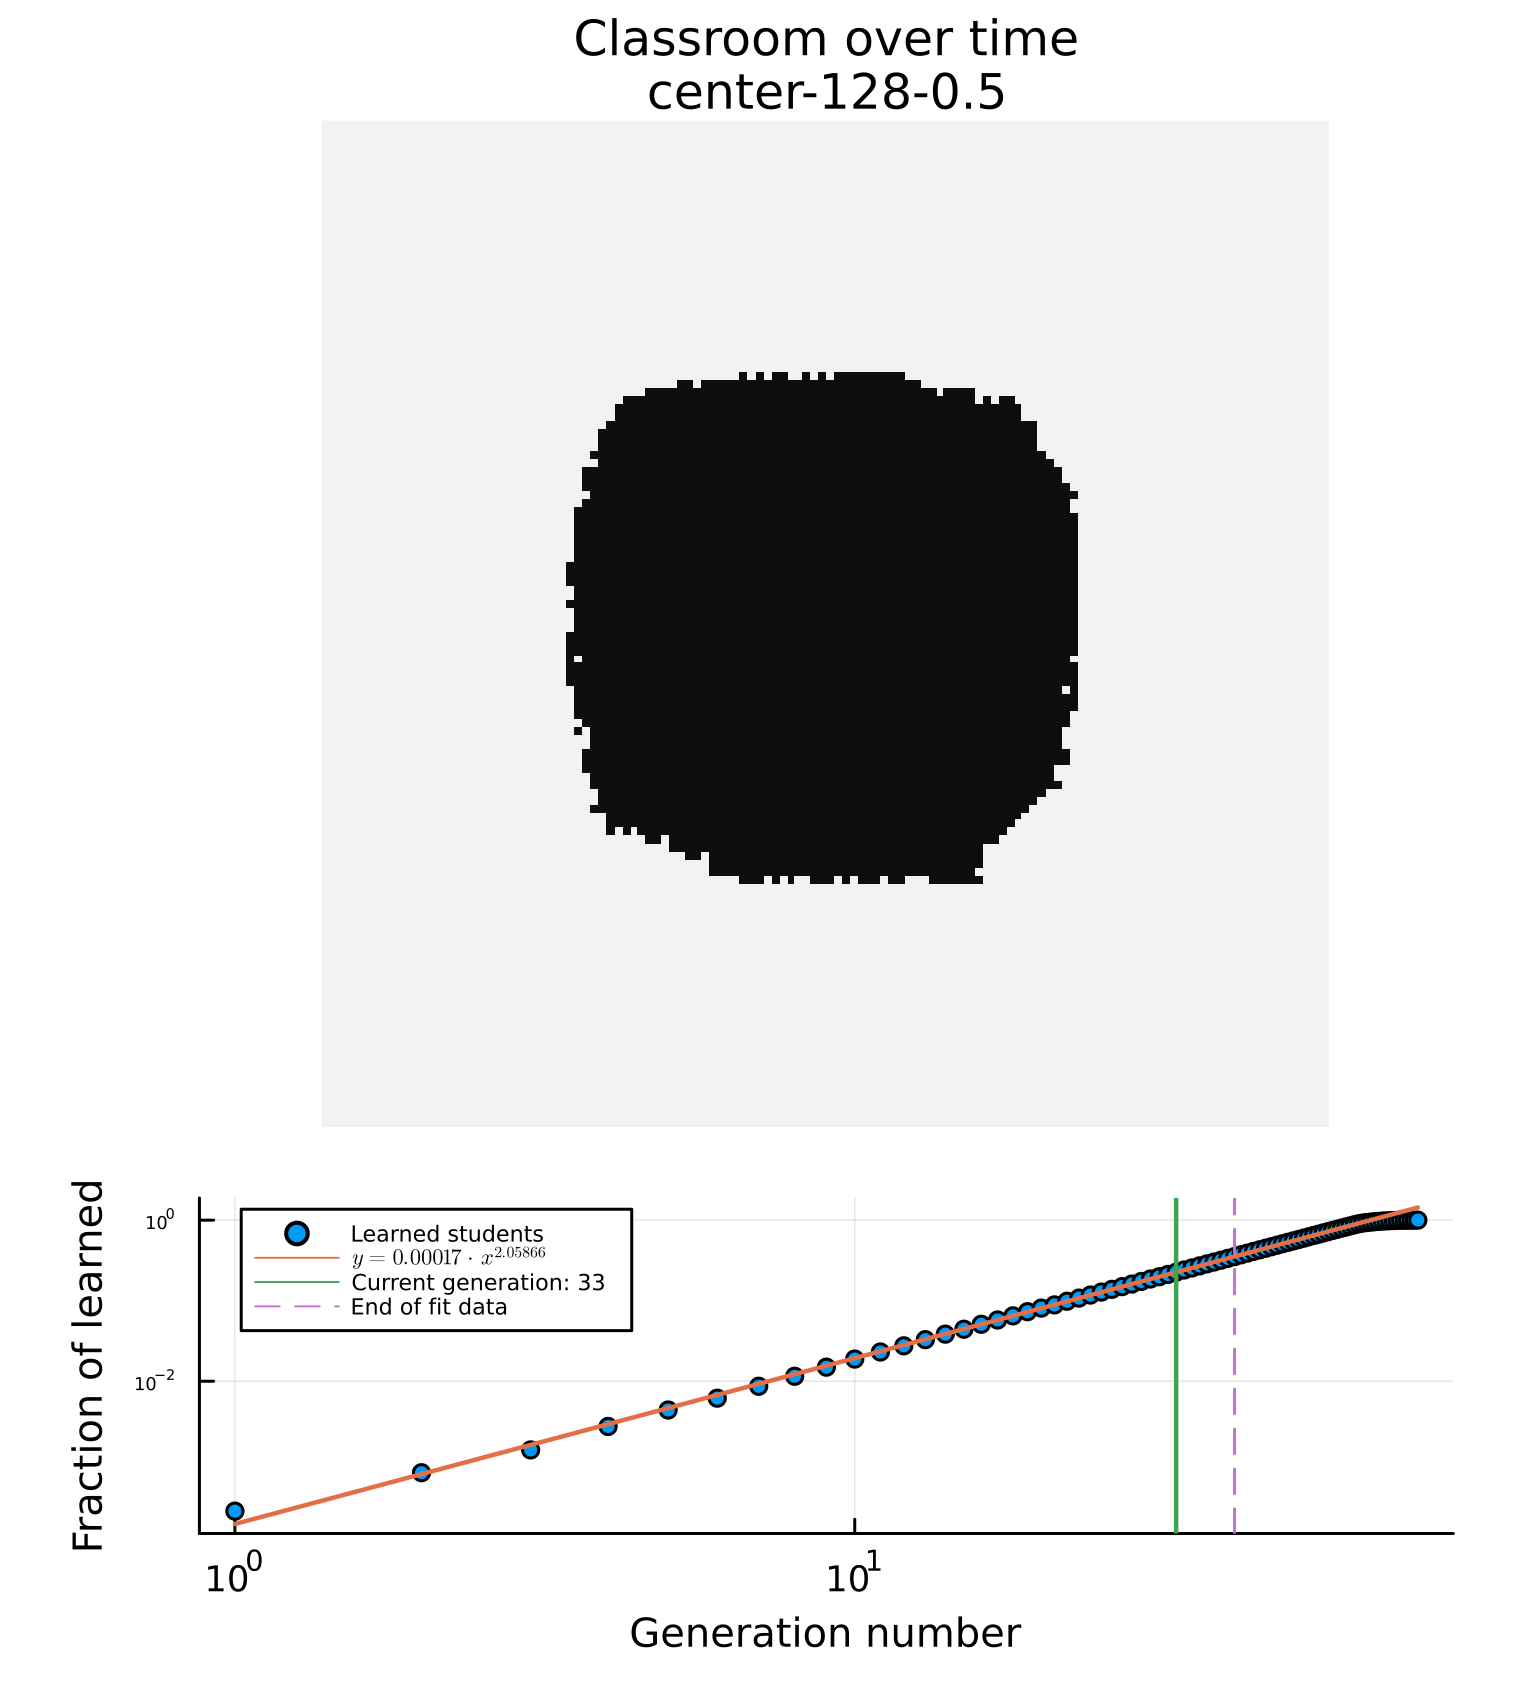 Classroom over time
center-128-0.5
Fraction of learned
10^0
10^-2
Learned students
y = 0.00017 · x^2.05866
Current generation: 33
End of fit data
10^0
10^1
Generation number